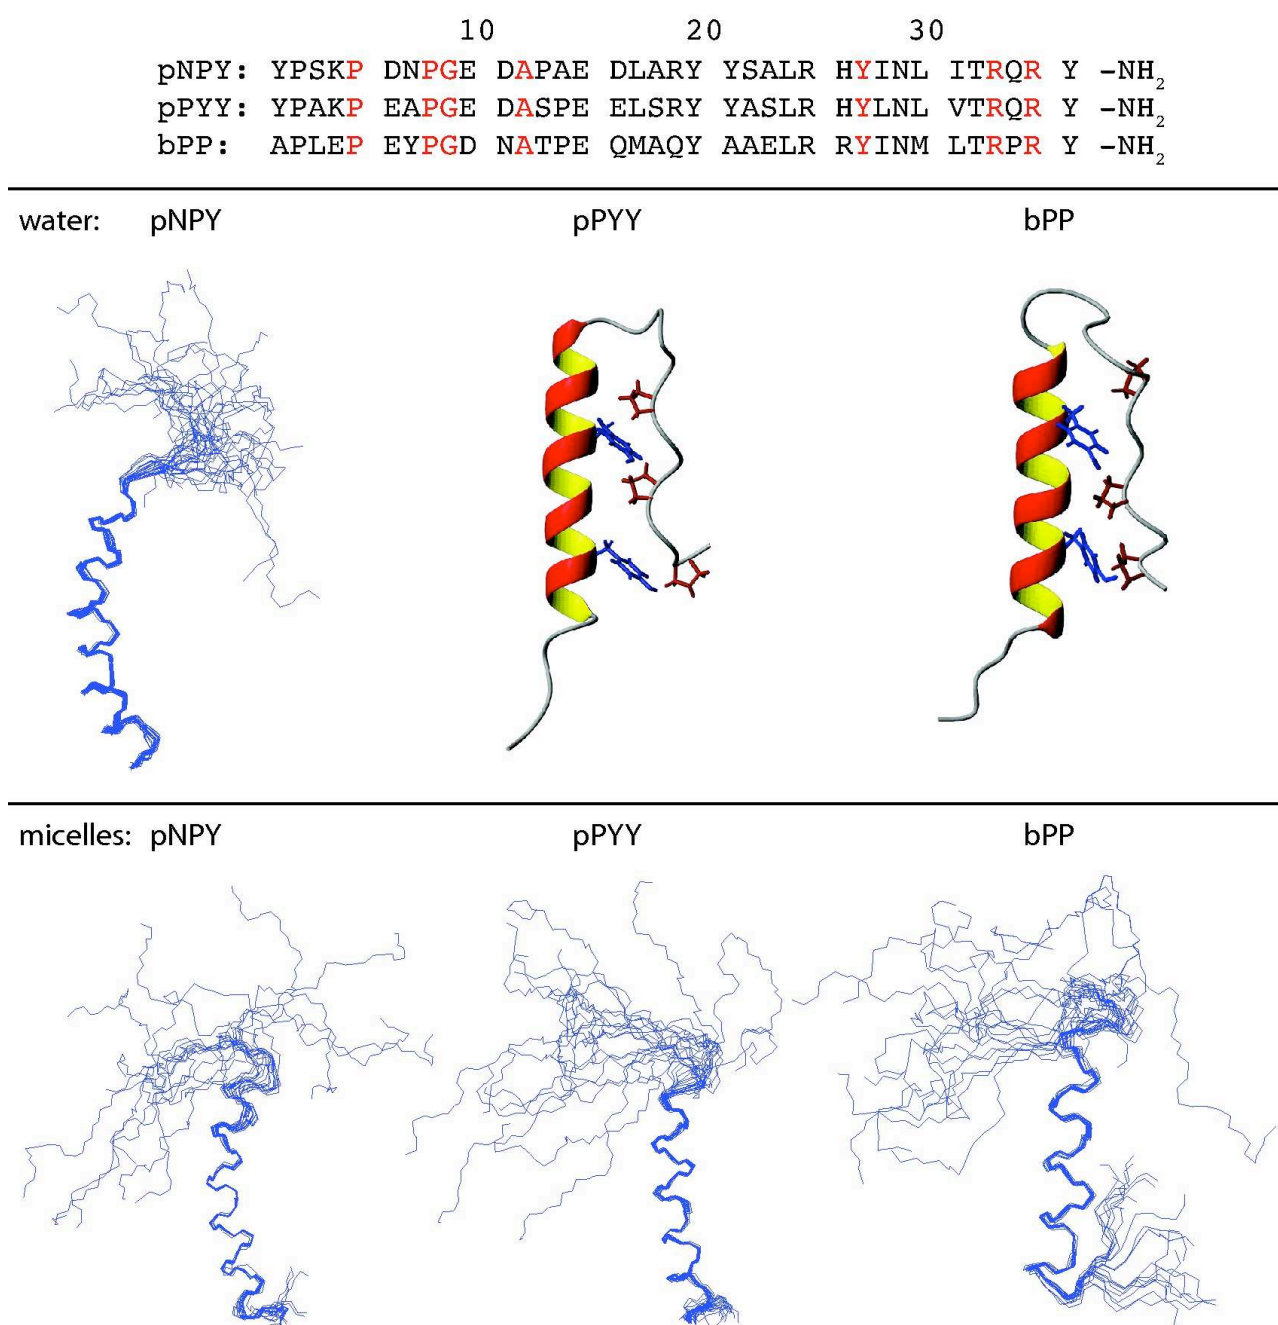 10 20 30
pNPY: YPSKP DNPGE DAPAE DLARY YSALR HYINL ITRQR Y -NH2
pPYY: YPAKP EAPGE DASPE ELSRY YASLR HYLNL VTRQR Y -NH2
bPP: APLEP EYPGD NATPE QMAQY AAELR RYINM LTRPR Y -NH2
water: pNPY pPYY bPP
micelles: pNPY pPYY bPP